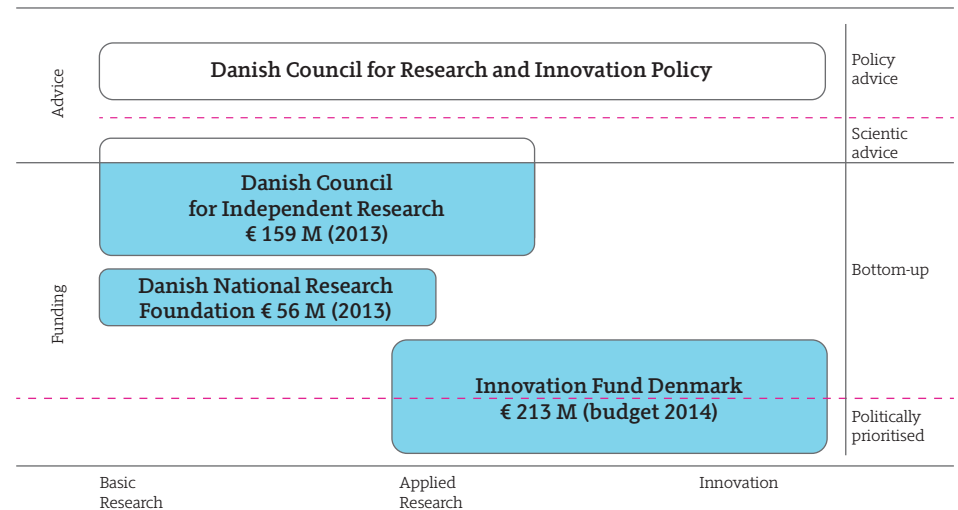 Advice
Danish Council for Research and Innovation Policy
Policy
advice
Scientic
advice
Danish Council
for Independent Research
€ 159 M (2013)
Funding
Danish National Research
Foundation € 56 M (2013)
Bottom-up
Innovation Fund Denmark
€ 213 M (budget 2014)
Politically
prioritised
Basic
Research
Applied
Research
Innovation